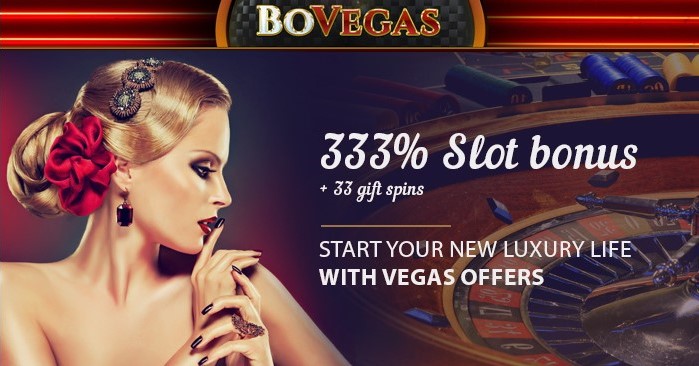 BOVEGAS
333% Slot bonus
+ 33 gift spins
START YOUR NEW LUXURY LIFE
WITH VEGAS OFFERS